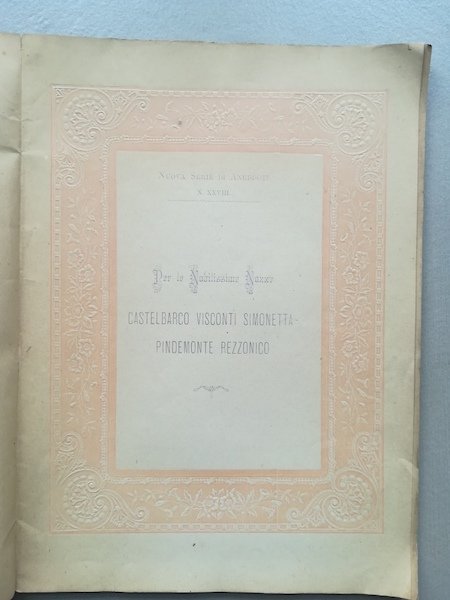 NUOVA SERIE DI ANEDDOTI
N. XXVIII
Per le Nobilissime Nozze
CASTELBARCO VISCONTI SIMONETTA-
PINDEMONTE REZZONICO